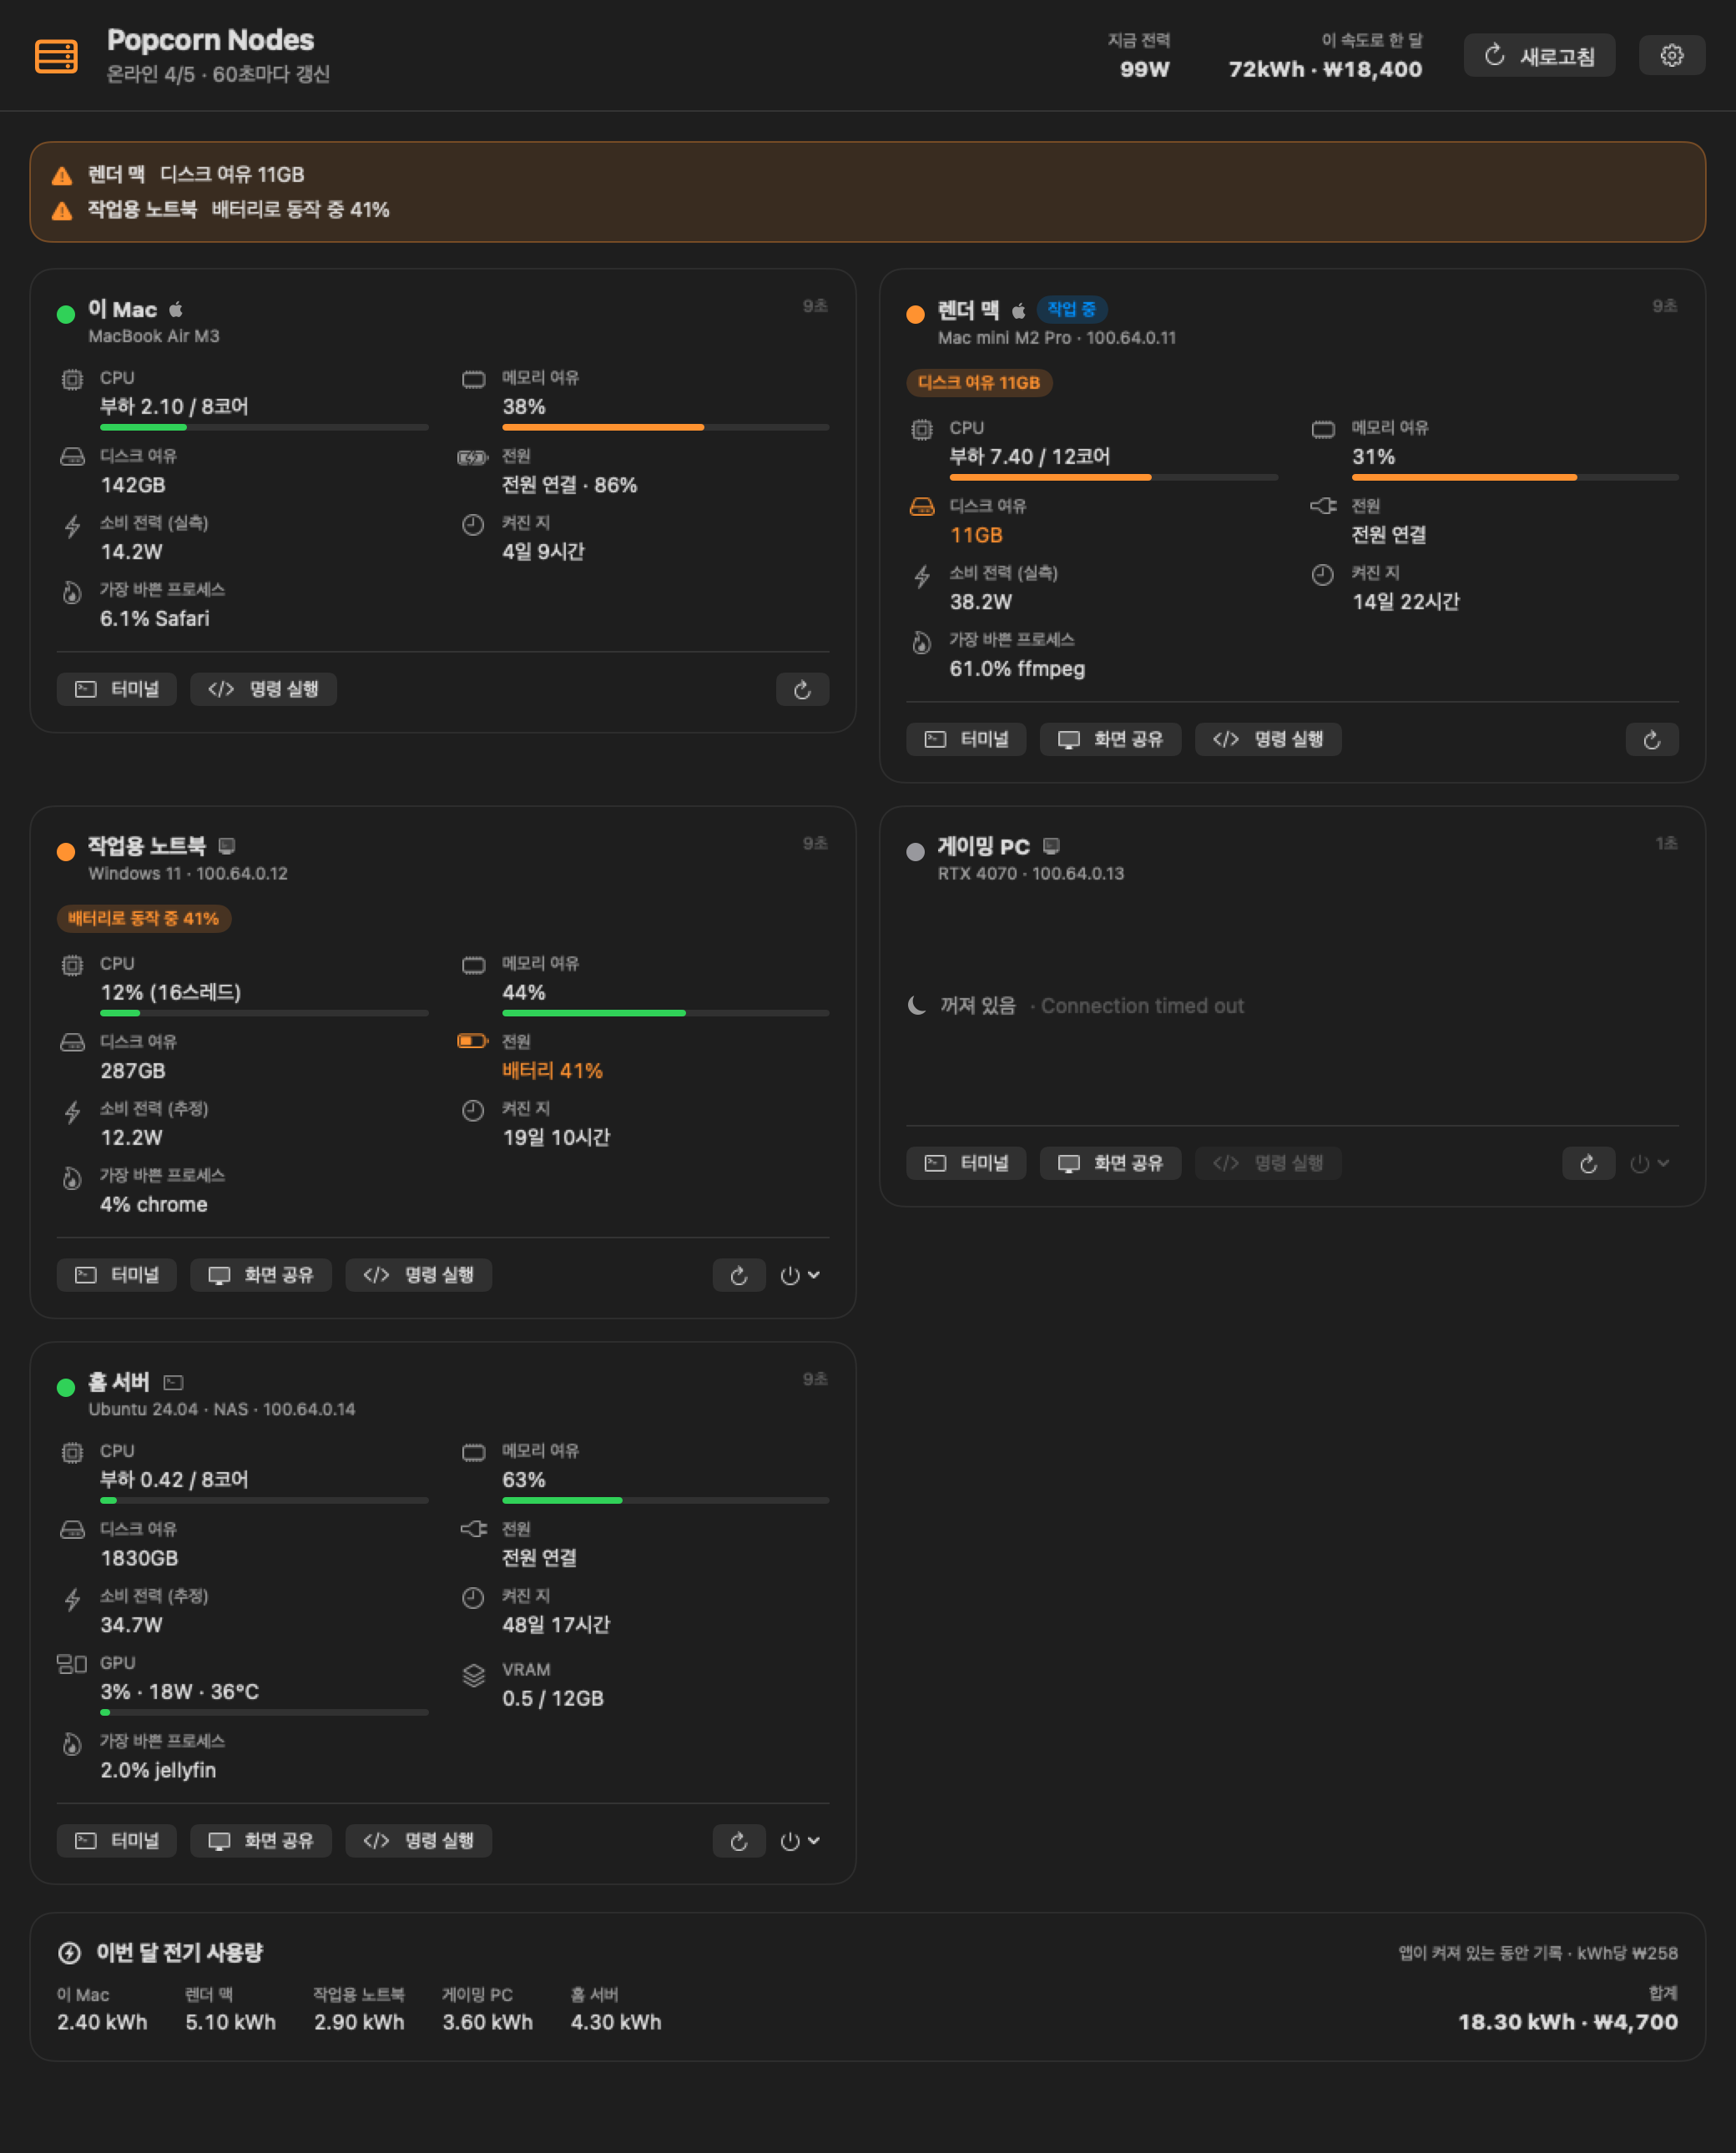 Popcorn Nodes
온라인 4/5 · 60초마다 갱신
지금 전력
99W
이 속도로 한 달
72kWh · ₩18,400
새로고침
렌더 맥 디스크 여유 11GB
작업용 노트북 배터리로 동작 중 41%
이 Mac
9초
MacBook Air M3
CPU
부하 2.10 / 8코어
메모리 여유
38%
디스크 여유
142GB
전원
전원 연결 · 86%
소비 전력 (실측)
14.2W
켜진 지
4일 9시간
가장 바쁜 프로세스
6.1% Safari
터미널
명령 실행
렌더 맥
작업 중
9초
Mac mini M2 Pro · 100.64.0.11
디스크 여유 11GB
CPU
부하 7.40 / 12코어
메모리 여유
31%
디스크 여유
11GB
전원
전원 연결
소비 전력 (실측)
38.2W
켜진 지
14일 22시간
가장 바쁜 프로세스
61.0% ffmpeg
터미널
화면 공유
명령 실행
작업용 노트북
9초
Windows 11 · 100.64.0.12
배터리로 동작 중 41%
CPU
12% (16스레드)
메모리 여유
44%
디스크 여유
287GB
전원
배터리 41%
소비 전력 (추정)
12.2W
켜진 지
19일 10시간
가장 바쁜 프로세스
4% chrome
터미널
화면 공유
명령 실행
게이밍 PC
1초
RTX 4070 · 100.64.0.13
꺼져 있음 · Connection timed out
터미널
화면 공유
명령 실행
홈 서버
9초
Ubuntu 24.04 · NAS · 100.64.0.14
CPU
부하 0.42 / 8코어
메모리 여유
63%
디스크 여유
1830GB
전원
전원 연결
소비 전력 (추정)
34.7W
켜진 지
48일 17시간
GPU
3% · 18W · 36°C
VRAM
0.5 / 12GB
가장 바쁜 프로세스
2.0% jellyfin
터미널
화면 공유
명령 실행
이번 달 전기 사용량
앱이 켜져 있는 동안 기록 · kWh당 ₩258
이 Mac
2.40 kWh
렌더 맥
5.10 kWh
작업용 노트북
2.90 kWh
게이밍 PC
3.60 kWh
홈 서버
4.30 kWh
합계
18.30 kWh · ₩4,700